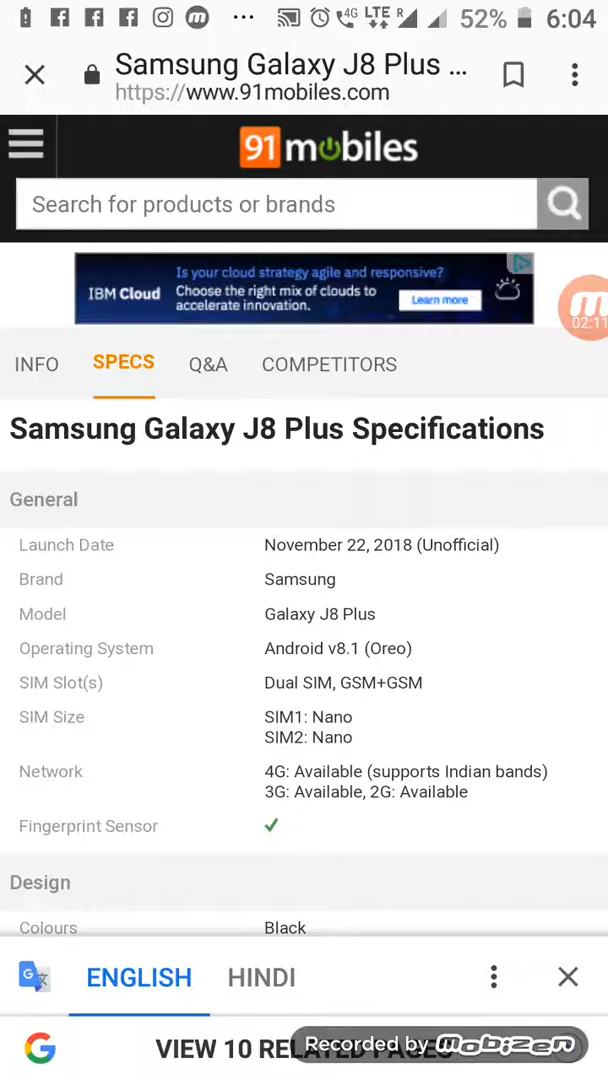 4G LTE R 52% 6:04
Samsung Galaxy J8 Plus ...
https://www.91mobiles.com
91mobiles
Search for products or brands
IBM Cloud
Is your cloud strategy agile and responsive?
Choose the right mix of clouds to
accelerate innovation.
Learn more
02:11
INFO SPECS Q&A COMPETITORS
Samsung Galaxy J8 Plus Specifications
General
Launch Date November 22, 2018 (Unofficial)
Brand Samsung
Model Galaxy J8 Plus
Operating System Android v8.1 (Oreo)
SIM Slot(s) Dual SIM, GSM+GSM
SIM Size SIM1: Nano
SIM2: Nano
Network 4G: Available (supports Indian bands)
3G: Available, 2G: Available
Fingerprint Sensor
Design
Colours Black
ENGLISH HINDI
VIEW 10 RELATED PAGES
Recorded by Mobizen